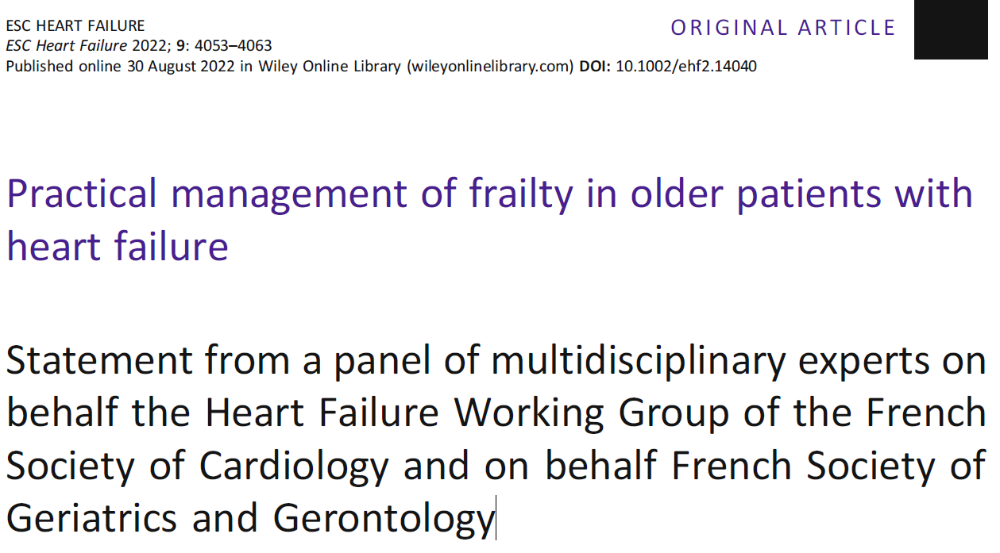 ESC HEART FAILURE
ORIGINAL ARTICLE
ESC Heart Failure 2022; 9: 4053–4063
Published online 30 August 2022 in Wiley Online Library (wileyonlinelibrary.com) DOI: 10.1002/ehf2.14040
Practical management of frailty in older patients with
heart failure
Statement from a panel of multidisciplinary experts on
behalf the Heart Failure Working Group of the French
Society of Cardiology and on behalf French Society of
Geriatrics and Gerontology